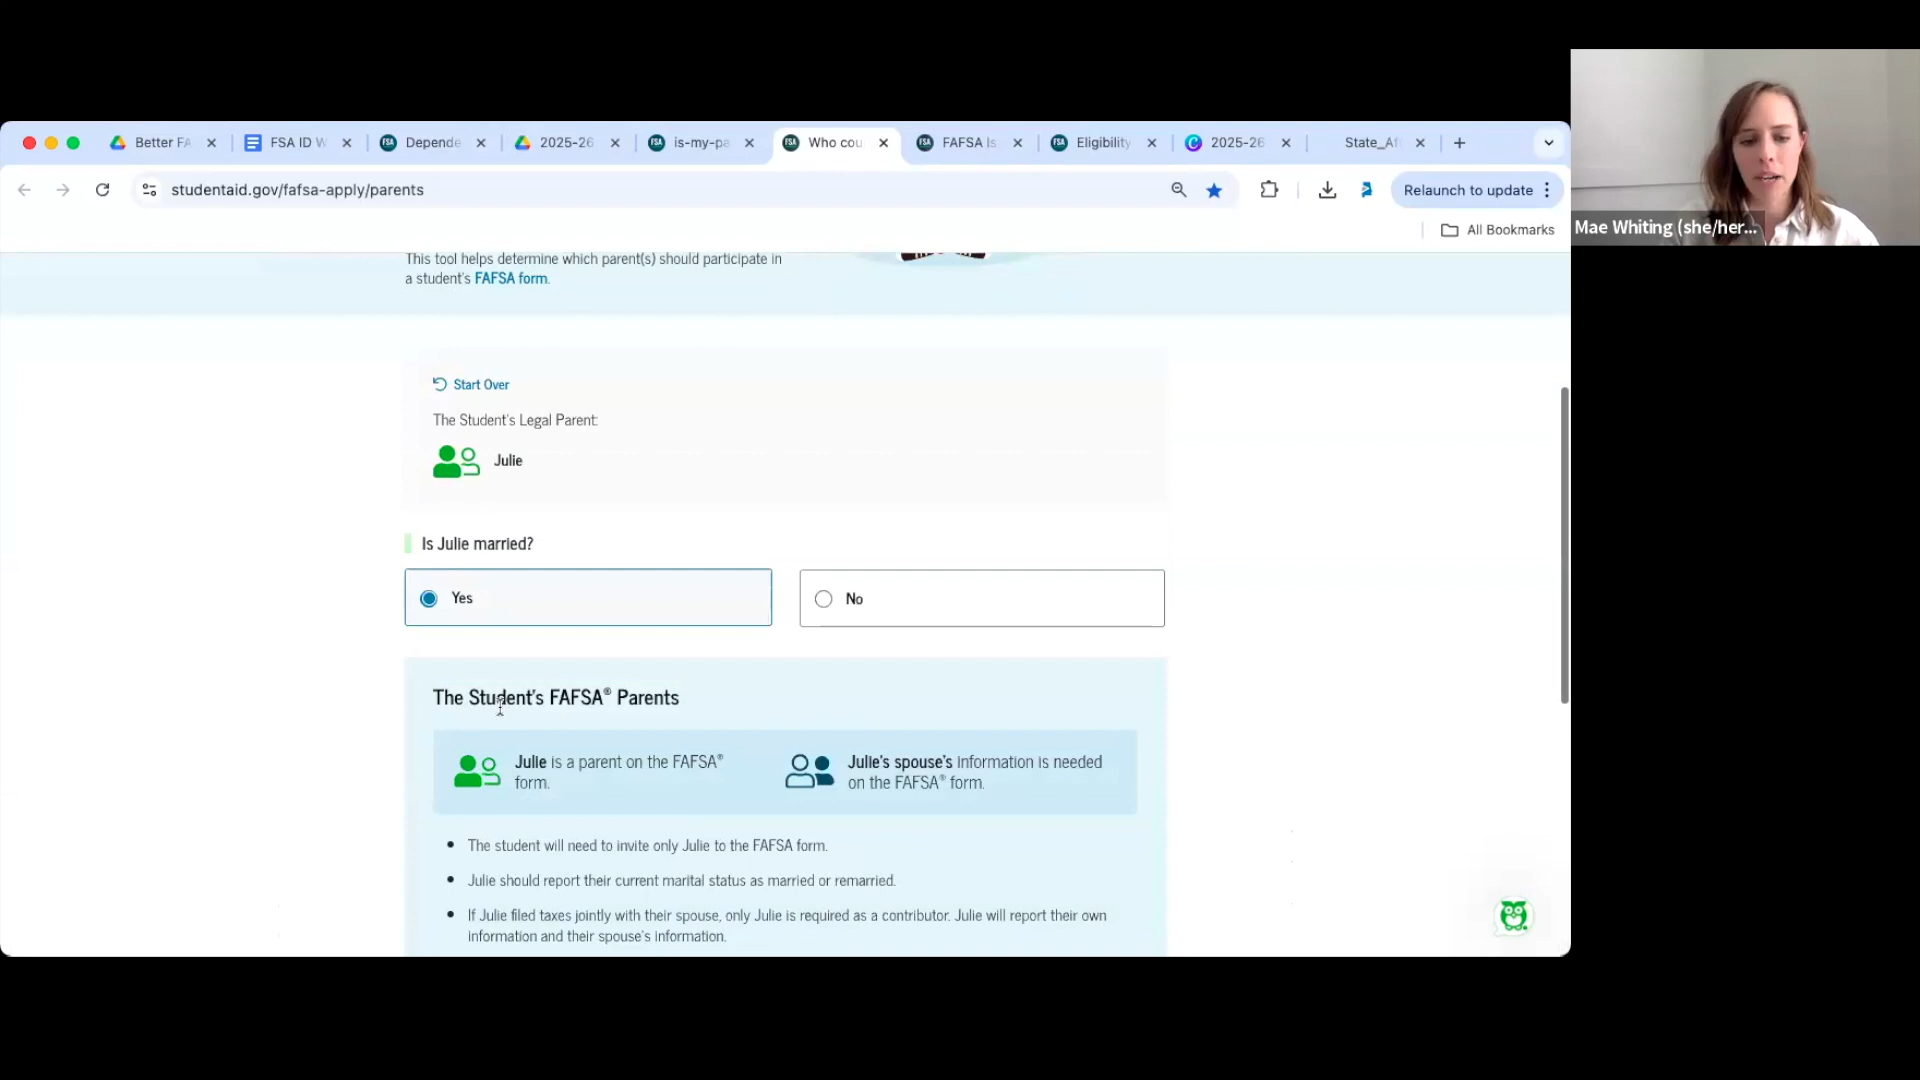 Better FA
FSA ID W
Depende
2025-26
is-my-pa
Who cou
FAFSA Is
Eligibility
2025-26
State_Af
studentaid.gov/fafsa-apply/parents
Relaunch to update
All Bookmarks
Mae Whiting (she/her...
This tool helps determine which parent(s) should participate in
a student's FAFSA form.
Start Over
The Student's Legal Parent:
Julie
Is Julie married?
Yes
No
The Student's FAFSA® Parents
Julie is a parent on the FAFSA®
form.
Julie's spouse's information is needed
on the FAFSA® form.
The student will need to invite only Julie to the FAFSA form.
Julie should report their current marital status as married or remarried.
If Julie filed taxes jointly with their spouse, only Julie is required as a contributor. Julie will report their own
information and their spouse's information.